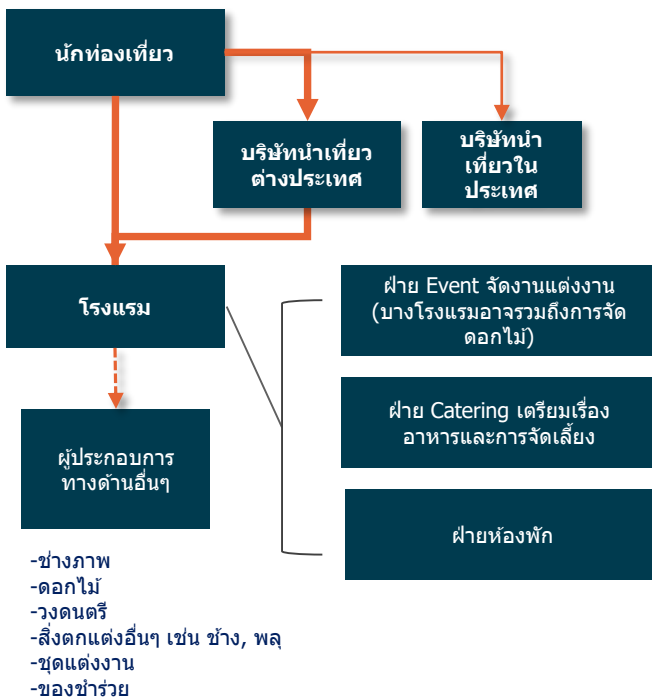 นักท่องเที่ยว
บริษัทนำเที่ยว
ต่างประเทศ
บริษัทนำ
เที่ยวใน
ประเทศ
โรงแรม
ฝ่าย Event จัดงานแต่งงาน
(บางโรงแรมอาจรวมถึงการจัด
ดอกไม้)
ฝ่าย Catering เตรียมเรื่อง
อาหารและการจัดเลี้ยง
ฝ่ายห้องพัก
ผู้ประกอบการ
ทางด้านอื่นๆ
-ช่างภาพ
-ดอกไม้
-วงดนตรี
-สิ่งตกแต่งอื่นๆ เช่น ช้าง, พลุ
-ชุดแต่งงาน
-ของชำร่วย